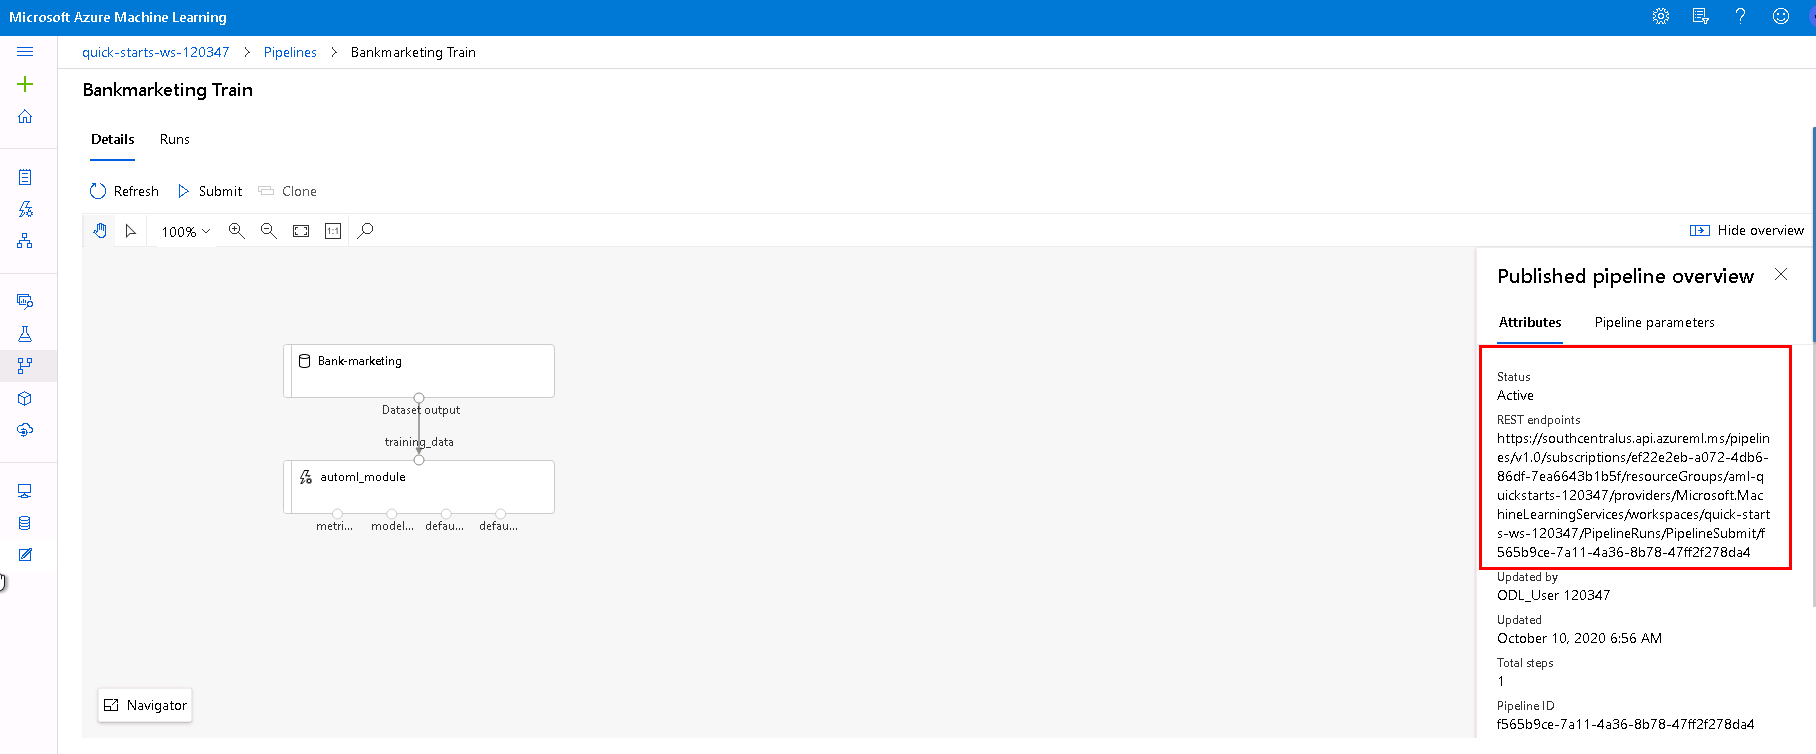 Microsoft Azure Machine Learning
quick-starts-ws-120347 > Pipelines > Bankmarketing Train
Bankmarketing Train
Details Runs
Refresh Submit Clone
100% 1:1 Hide overview
Published pipeline overview
Attributes Pipeline parameters
Bank-marketing
Dataset output
training_data
automl_module
metri... model... defau... defau...
Navigator
Status
Active
REST endpoints
https://southcentralus.api.azureml.ms/pipelin
es/v1.0/subscriptions/ef22e2eb-a072-4db6-
86df-7ea6643b1b5f/resourceGroups/aml-q
uickstarts-120347/providers/Microsoft.Mac
hineLearningServices/workspaces/quick-start
s-ws-120347/PipelineRuns/PipelineSubmit/f
565b9ce-7a11-4a36-8b78-47ff2f278da4
Updated by
ODL_User 120347
Updated
October 10, 2020 6:56 AM
Total steps
1
Pipeline ID
f565b9ce-7a11-4a36-8b78-47ff2f278da4